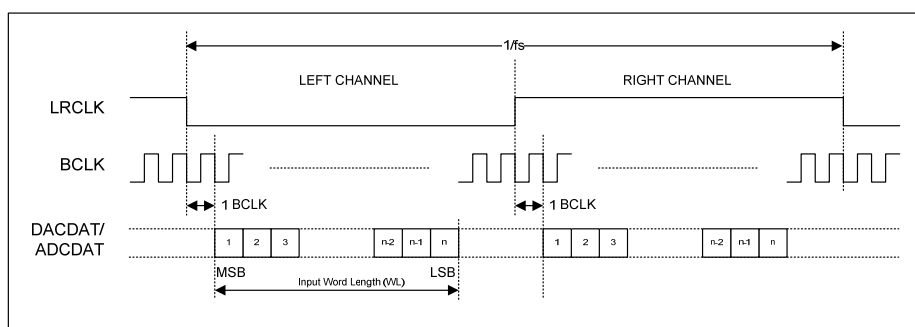 1/fs
LEFT CHANNEL
RIGHT CHANNEL
LRCLK
BCLK
1 BCLK
1 BCLK
DACDAT/
ADCDAT
1 2 3 n-2 n-1 n 1 2 3 n-2 n-1 n
MSB LSB
Input Word Length (WL)